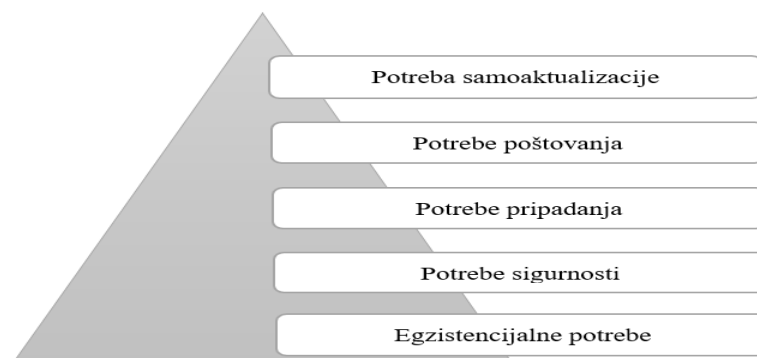 Potreba samoaktualizacije
Potrebe poštovanja
Potrebe pripadanja
Potrebe sigurnosti
Egzistencijalne potrebe